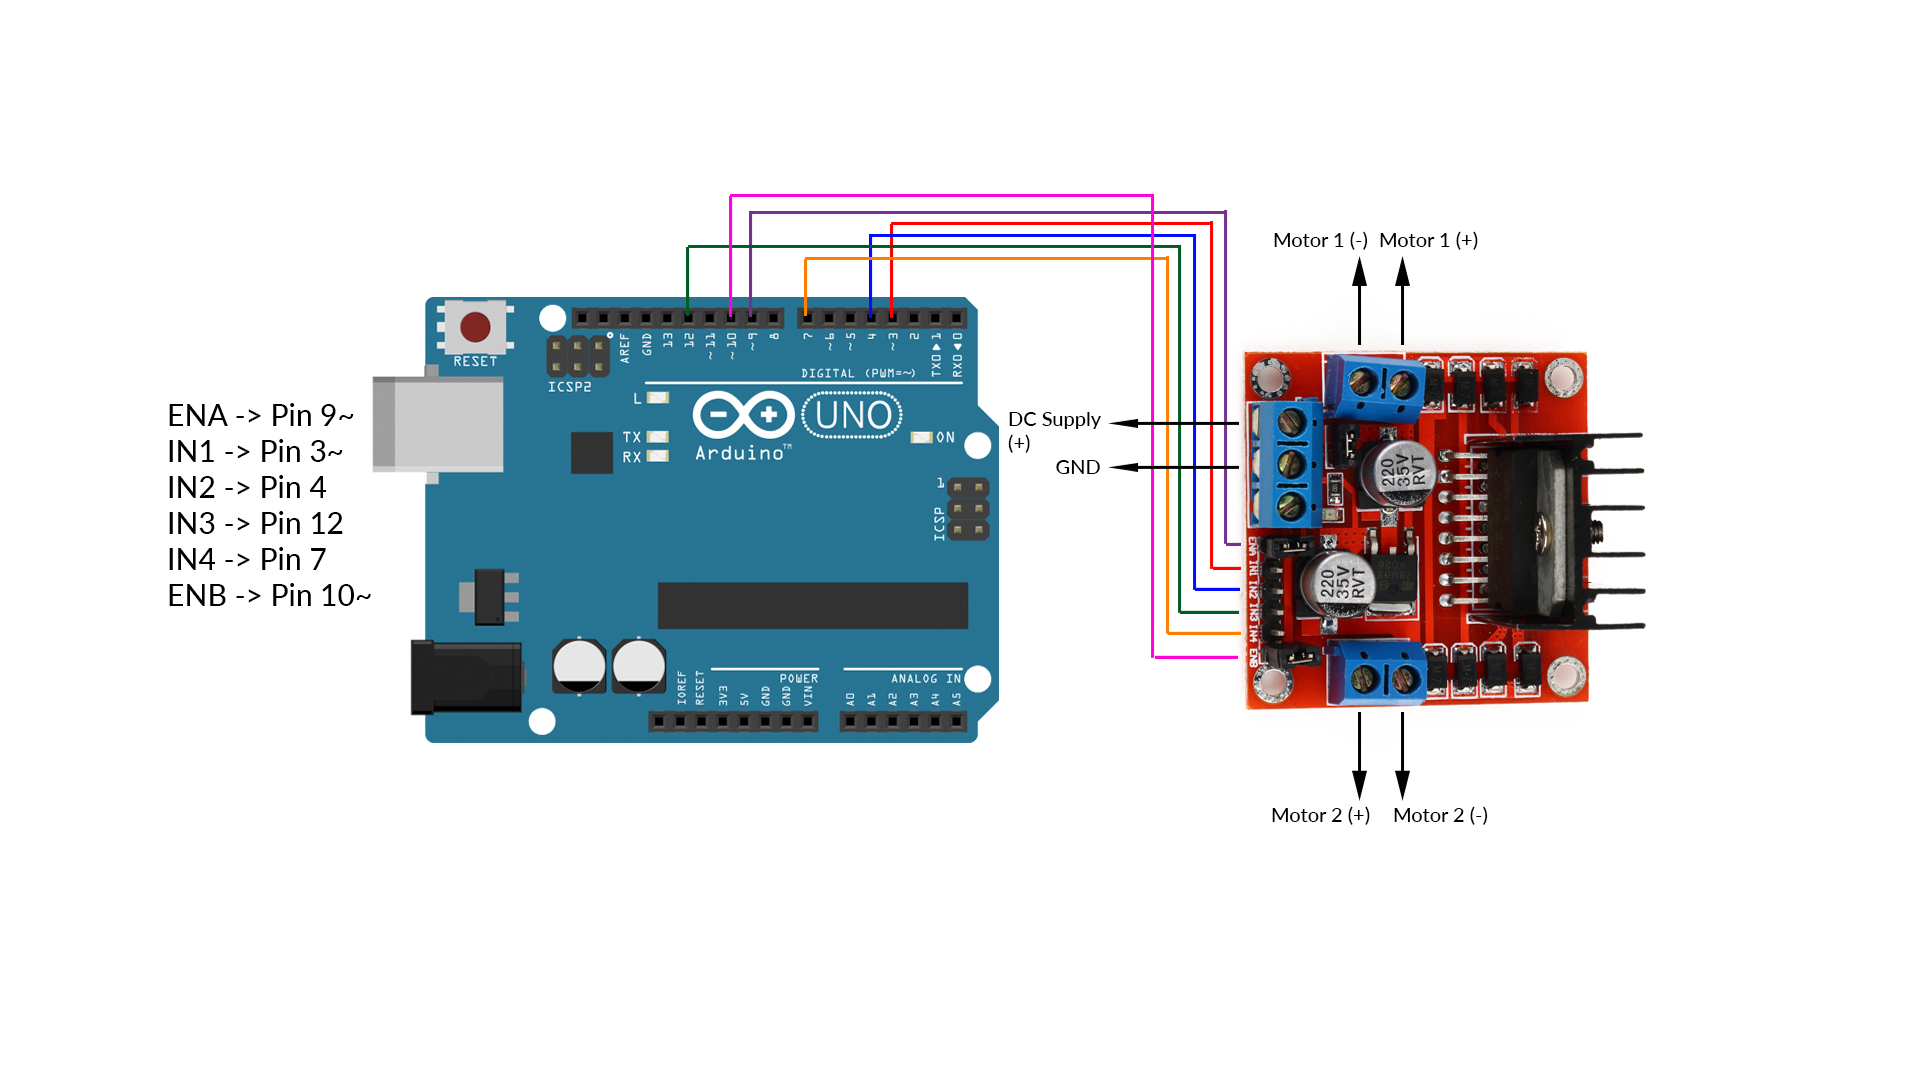 ENA -> Pin 9~
IN1 -> Pin 3~
IN2 -> Pin 4
IN3 -> Pin 12
IN4 -> Pin 7
ENB -> Pin 10~
RESET
ICSP2
AREF
GND
13
12
~11
~10
~9
8
7
~6
~5
4
~3
2
TX0▶1
RX0◀0
DIGITAL (PWM=~)
L
TX
RX
UNO
Arduino™
ON
1
ICSP
POWER
ANALOG IN
IOREF
RESET
3V3
5V
GND
GND
VIN
A0
A1
A2
A3
A4
A5
DC Supply
(+)
GND
Motor 1 (-)
Motor 1 (+)
220
35V
RVT
220
35V
RVT
ENA IN1 IN2 IN3 IN4 ENB
Motor 2 (+)
Motor 2 (-)